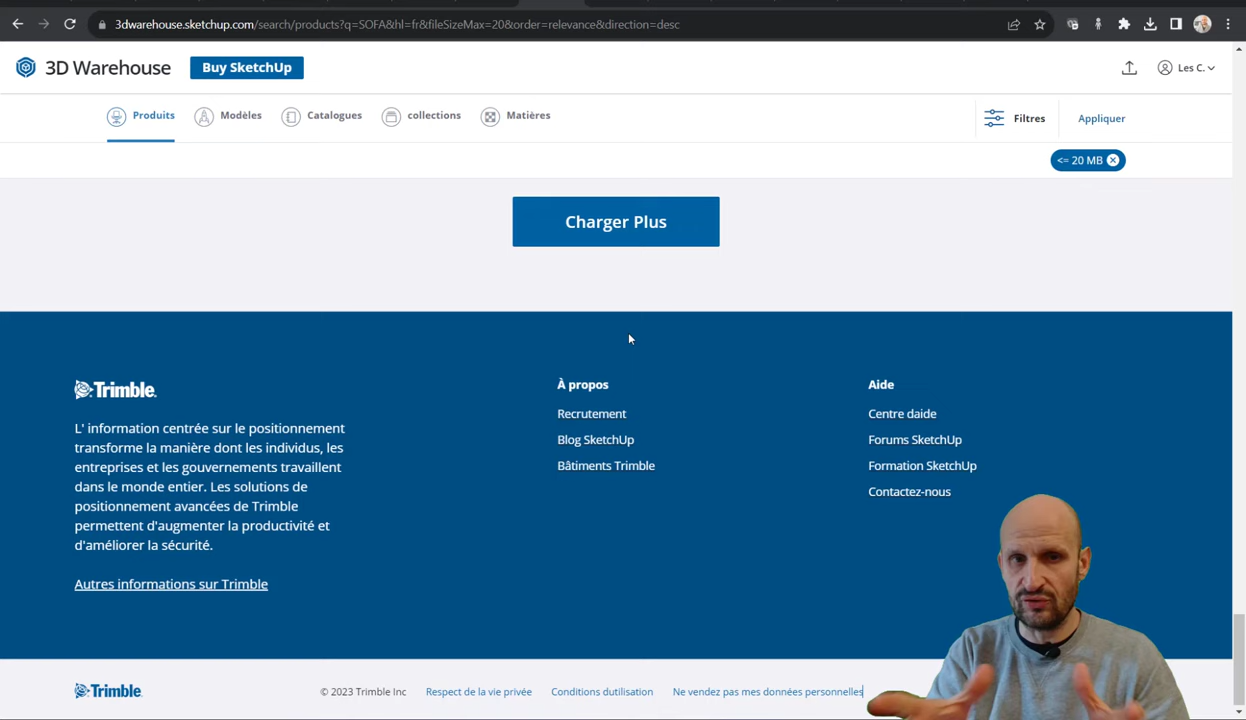 3dwarehouse.sketchup.com/search/products?q=SOFA&hl=fr&fileSizeMax=20&order=relevance&direction=desc
3D Warehouse
Buy SketchUp
Les C.
Produits
Modèles
Catalogues
collections
Matières
Filtres
Appliquer
<= 20 MB
Charger Plus
Trimble.
L' information centrée sur le positionnement
transforme la manière dont les individus, les
entreprises et les gouvernements travaillent
dans le monde entier. Les solutions de
positionnement avancées de Trimble
permettent d'augmenter la productivité et
d'améliorer la sécurité.
Autres informations sur Trimble
À propos
Recrutement
Blog SketchUp
Bâtiments Trimble
Aide
Centre daide
Forums SketchUp
Formation SketchUp
Contactez-nous
Trimble.
© 2023 Trimble Inc
Respect de la vie privée
Conditions dutilisation
Ne vendez pas mes données personnelles